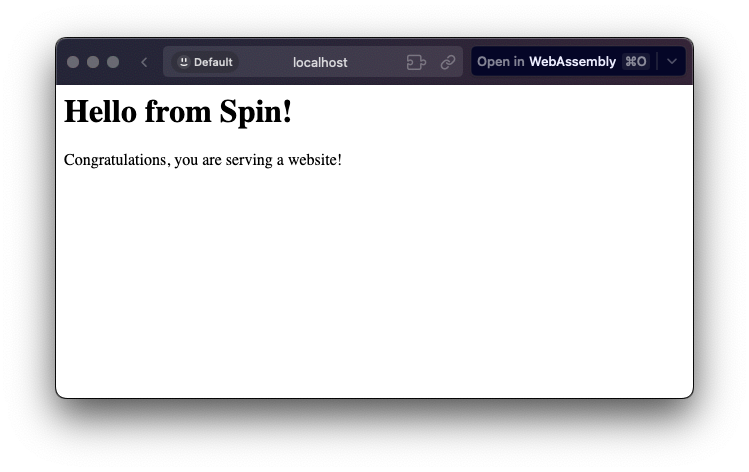 Default
localhost
Open in WebAssembly ⌘O
Hello from Spin!
Congratulations, you are serving a website!